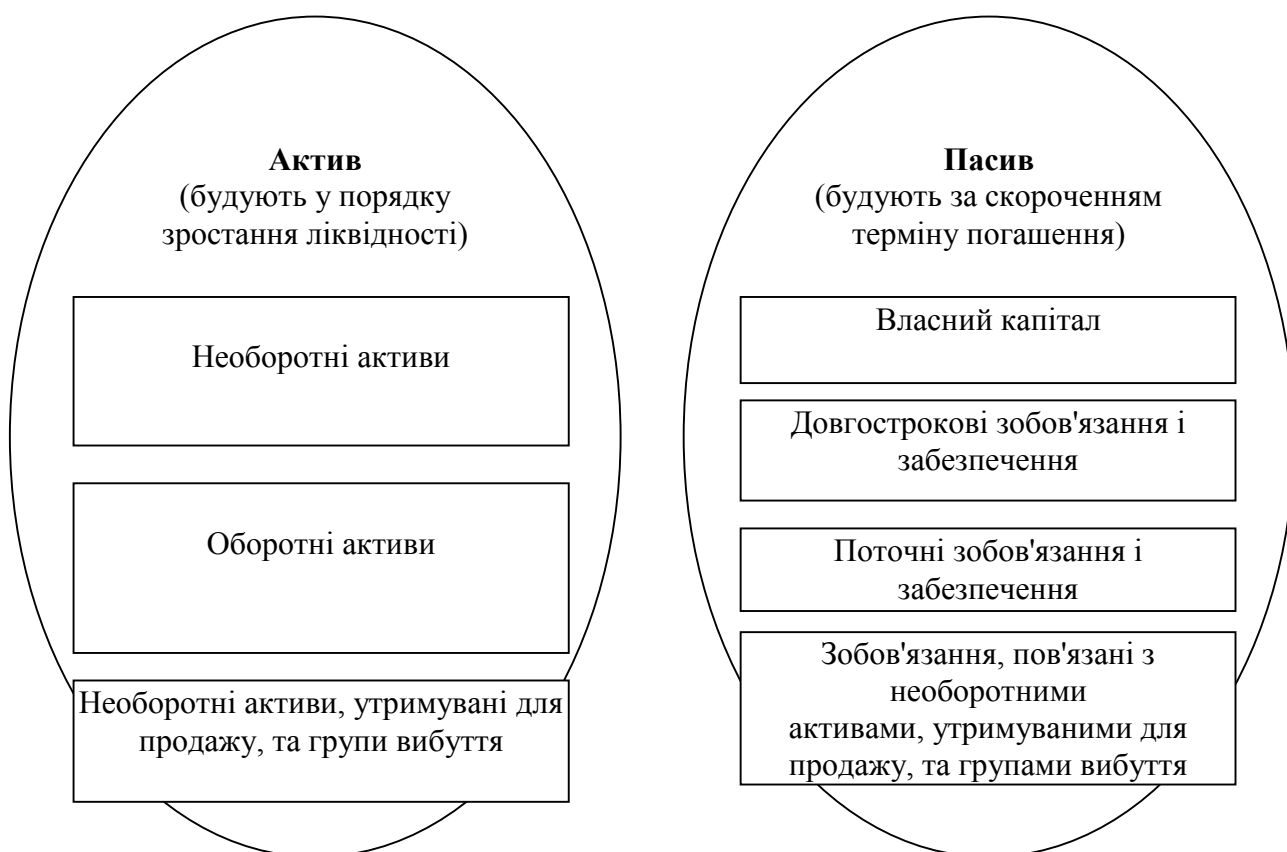 Актив
(будують у порядку
зростання ліквідності)
Необоротні активи
Оборотні активи
Необоротні активи, утримувані для
продажу, та групи вибуття
Пасив
(будують за скороченням
терміну погашення)
Власний капітал
Довгострокові зобов'язання і
забезпечення
Поточні зобов'язання і
забезпечення
Зобов'язання, пов'язані з
необоротними
активами, утримуваними для
продажу, та групами вибуття